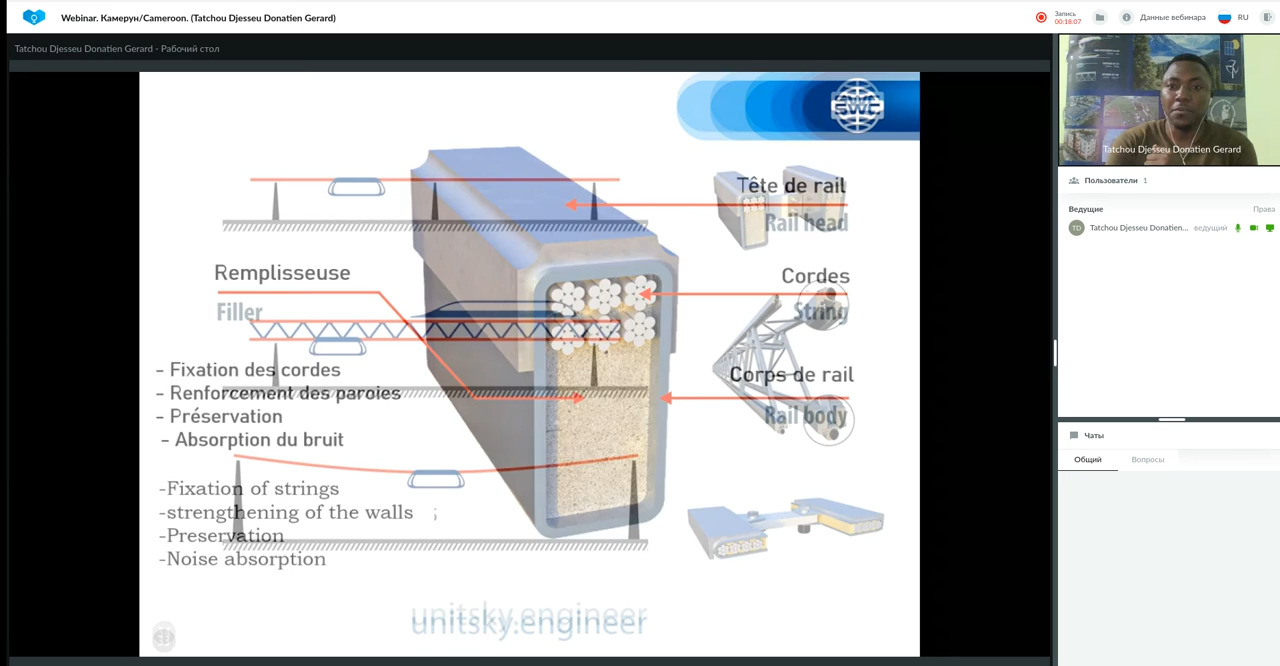 Webinar. Камерун/Cameroon. (Tatchou Djesseu Donatien Gerard)
Запись
00:18:07
Данные вебинара
RU
Tatchou Djesseu Donatien Gerard - Рабочий стол
SWC
Tête de rail
Rail head
Remplisseuse
Filler
Cordes
String
- Fixation des cordes
- Renforcement des paroies
- Préservation
- Absorption du bruit
Corps de rail
Rail body
-Fixation of strings
-strengthening of the walls ;
-Preservation
-Noise absorption
unitsky.engineer
33
Tatchou Djesseu Donatien Gerard
Пользователи 1
Ведущие
Права
TD
Tatchou Djesseu Donatien...
ведущий
Чаты
Общий
Вопросы